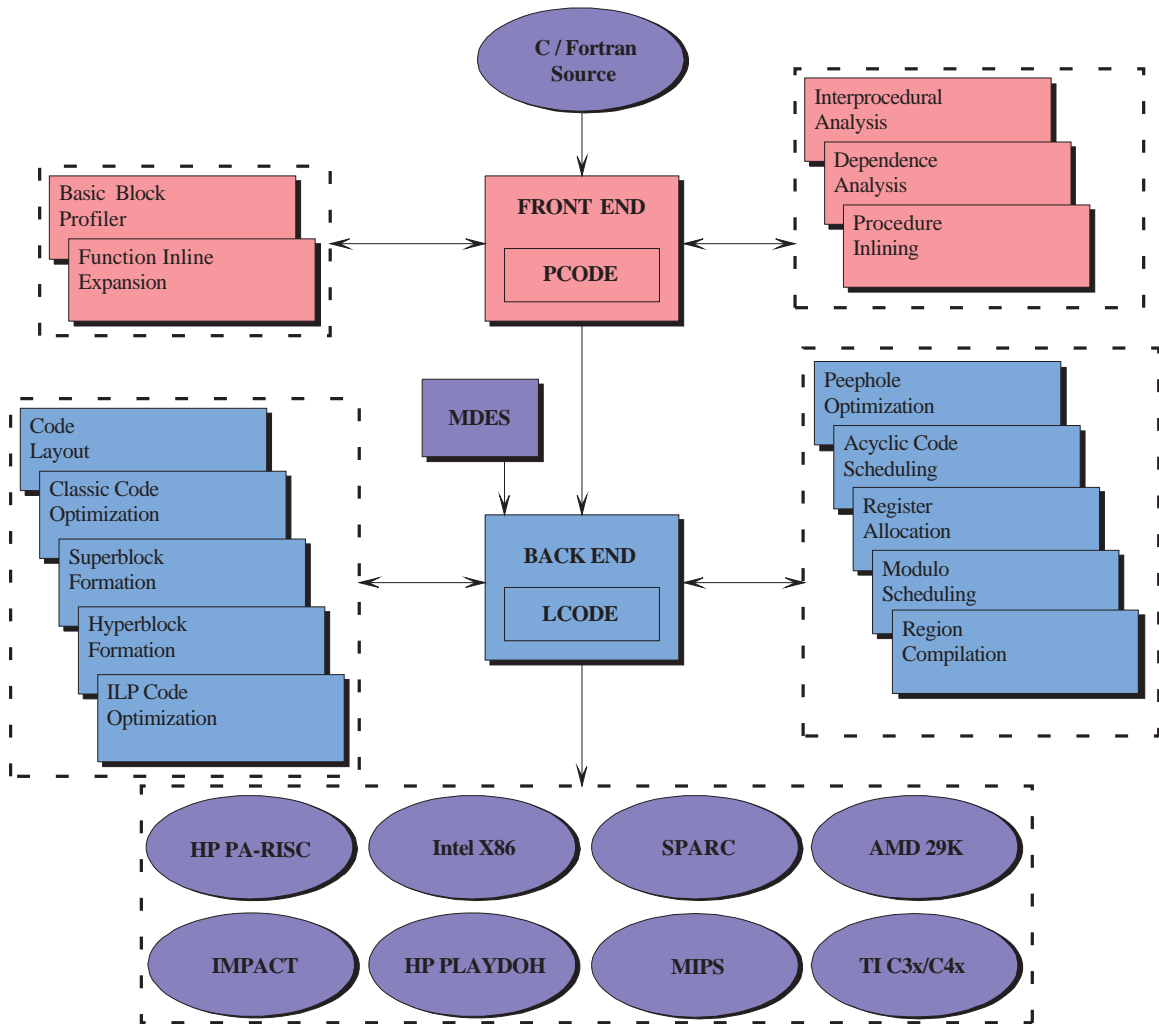 C / Fortran
Source
Interprocedural
Analysis
Dependence
Analysis
Procedure
Inlining
Basic Block
Profiler
Function Inline
Expansion
FRONT END
PCODE
MDES
Peephole
Optimization
Acyclic Code
Scheduling
Register
Allocation
Modulo
Scheduling
Region
Compilation
Code
Layout
Classic Code
Optimization
Superblock
Formation
Hyperblock
Formation
ILP Code
Optimization
BACK END
LCODE
HP PA-RISC
Intel X86
SPARC
AMD 29K
IMPACT
HP PLAYDOH
MIPS
TI C3x/C4x